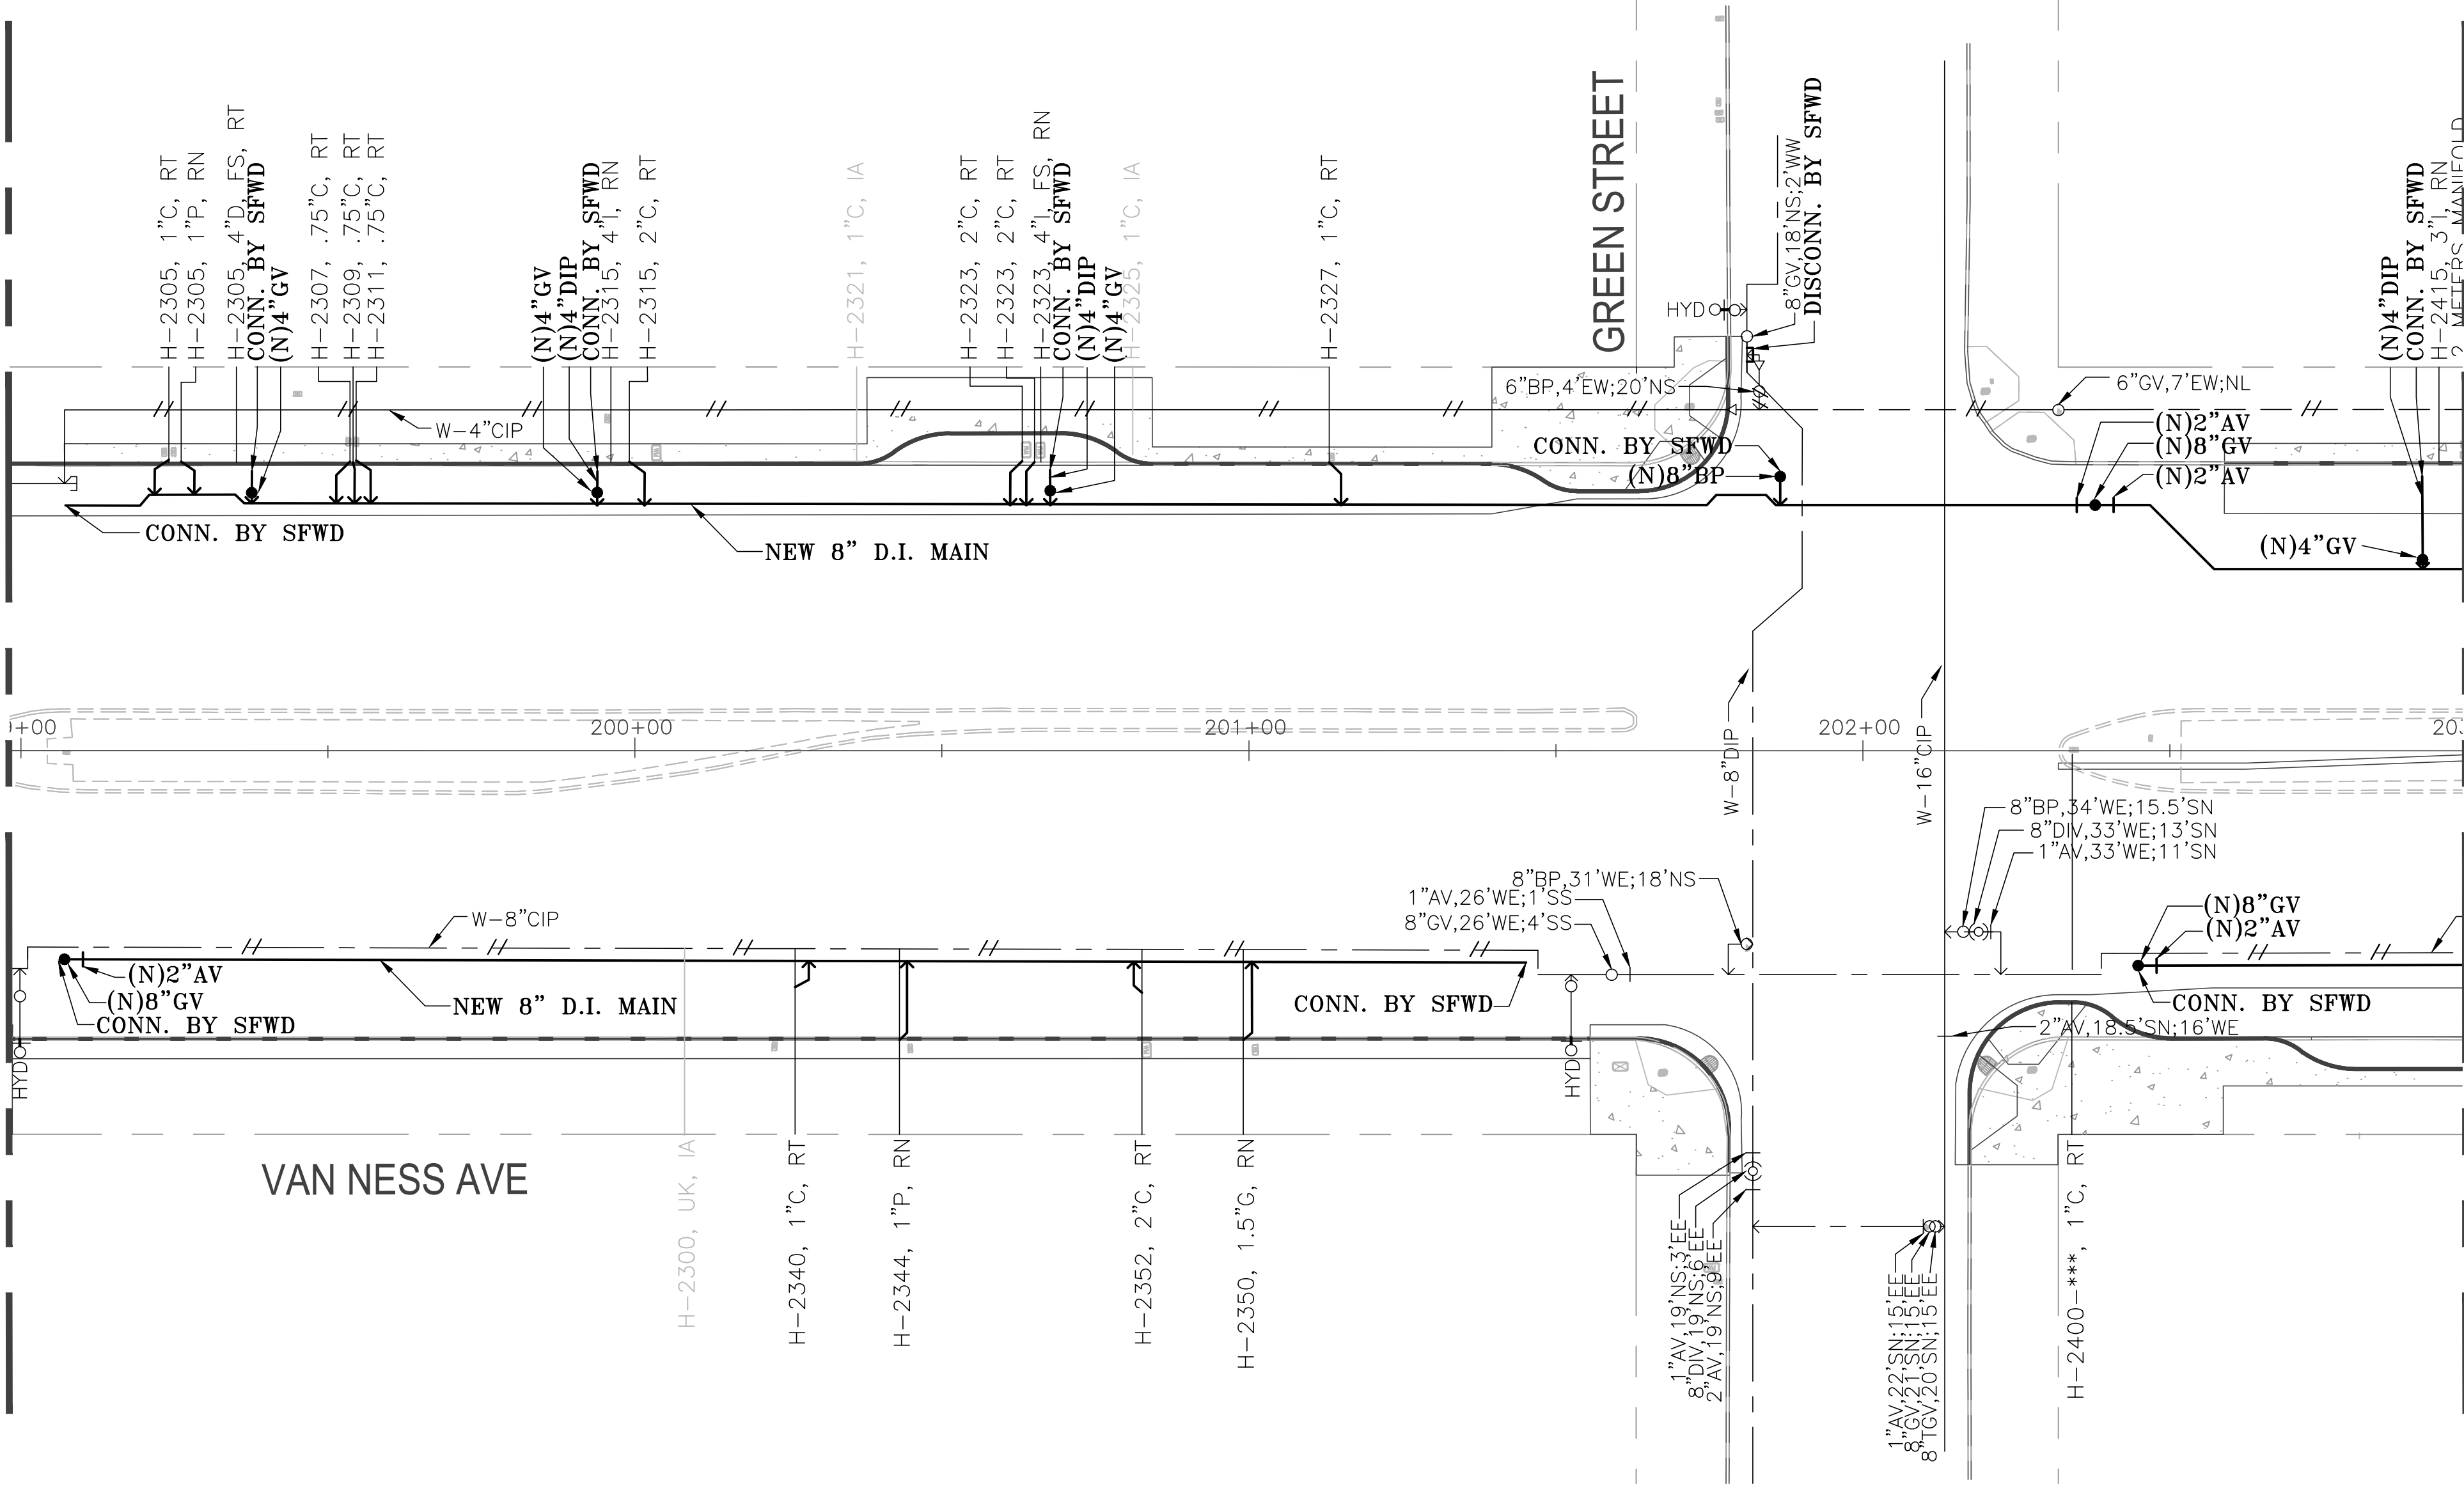 H-2305, 1"C, RT
H-2305, 1"P, RN
H-2305, 4"D, FS, RT
CONN. BY SFWD
(N)4"GV
H-2307, .75"C, RT
H-2309, .75"C, RT
H-2311, .75"C, RT
(N)4"GV
(N)4"DIP
CONN. BY SFWD
H-2315, 4"I, RN
H-2315, 2"C, RT
H-2321, 1"C, IA
H-2323, 2"C, RT
H-2323, 2"C, RT
H-2323, 4"I, FS, RN
CONN. BY SFWD
(N)4"DIP
(N)4"GV
H-2325, 1"C, IA
H-2327, 1"C, RT
GREEN STREET
HYD
8"GV,18'NS;2'WW
DISCONN. BY SFWD
(N)4"DIP
CONN. BY SFWD
H-2415, 3"I, RN
2 METERS MANIFOLD
W-4"CIP
6"BP,4'EW;20'NS
6"GV,7'EW;NL
(N)2"AV
(N)8"GV
(N)2"AV
CONN. BY SFWD
(N)8"BP
CONN. BY SFWD
NEW 8" D.I. MAIN
(N)4"GV
+00
200+00
201+00
202+00
20
W-8"DIP
W-16"CIP
8"BP,34'WE;15.5'SN
8"DIV,33'WE;13'SN
1"AV,33'WE;11'SN
8"BP,31'WE;18'NS
1"AV,26'WE;1'SS
8"GV,26'WE;4'SS
W-8"CIP
(N)8"GV
(N)2"AV
(N)2"AV
(N)8"GV
CONN. BY SFWD
NEW 8" D.I. MAIN
CONN. BY SFWD
CONN. BY SFWD
2"AV,18.5'SN;16'WE
HYD
HYD
VAN NESS AVE
H-2300, UK, IA
H-2340, 1"C, RT
H-2344, 1"P, RN
H-2352, 2"C, RT
H-2350, 1.5"G, RN
1"AV,19'NS;3'EE
8"DIV,19'NS;6'EE
2"AV,19'NS;9'EE
1"AV,22'SN;15'EE
8"GV,21'SN;15'EE
8"TGV,20'SN;15'EE
H-2400-***, 1"C, RT